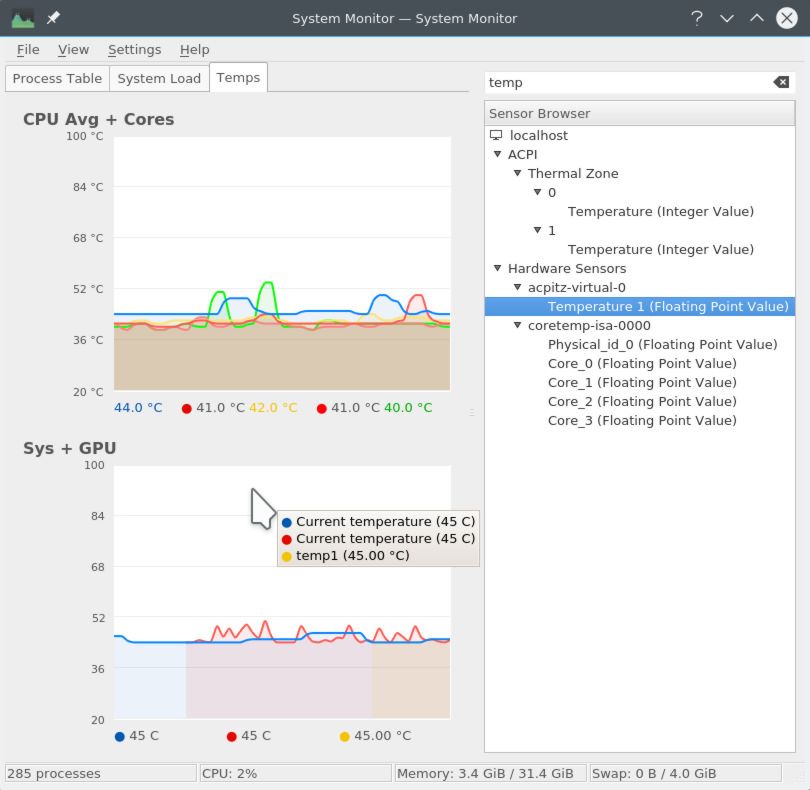 System Monitor — System Monitor
File View Settings Help
Process Table System Load Temps
CPU Avg + Cores
100 °C
84 °C
68 °C
52 °C
36 °C
20 °C
44.0 °C 41.0 °C 42.0 °C 41.0 °C 40.0 °C
Sys + GPU
100
84
68
52
36
20
Current temperature (45 C)
Current temperature (45 C)
temp1 (45.00 °C)
45 C 45 C 45.00 °C
temp
Sensor Browser
localhost
ACPI
Thermal Zone
0
Temperature (Integer Value)
1
Temperature (Integer Value)
Hardware Sensors
acpitz-virtual-0
Temperature 1 (Floating Point Value)
coretemp-isa-0000
Physical_id_0 (Floating Point Value)
Core_0 (Floating Point Value)
Core_1 (Floating Point Value)
Core_2 (Floating Point Value)
Core_3 (Floating Point Value)
285 processes CPU: 2% Memory: 3.4 GiB / 31.4 GiB Swap: 0 B / 4.0 GiB